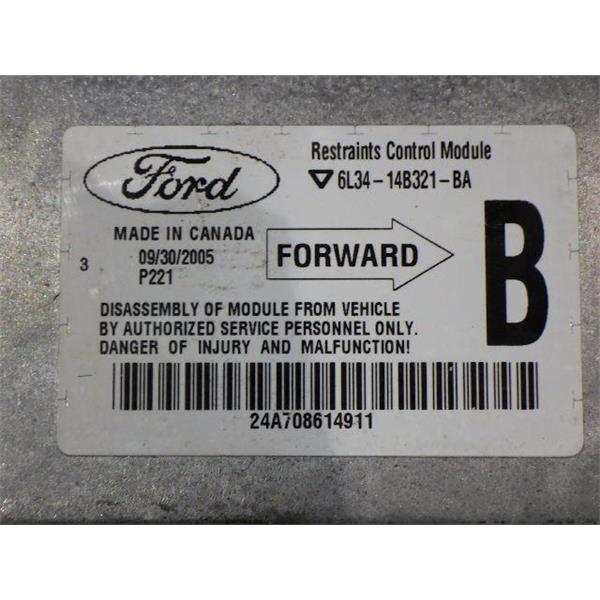 Ford
Restraints Control Module
6L34-14B321-BA
MADE IN CANADA
09/30/2005
P221
3
FORWARD
B
DISASSEMBLY OF MODULE FROM VEHICLE
BY AUTHORIZED SERVICE PERSONNEL ONLY.
DANGER OF INJURY AND MALFUNCTION!
24A708614911